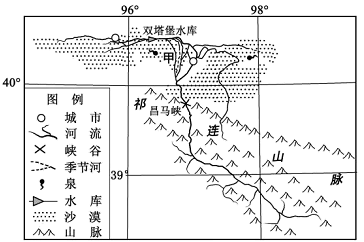 96°
98°
双塔堡水库
甲
40°
祁
昌马峡
连
山
脉
39°
图 例
城 市
河 流
峡 谷
季节河
泉
水 库
沙 漠
山 脉